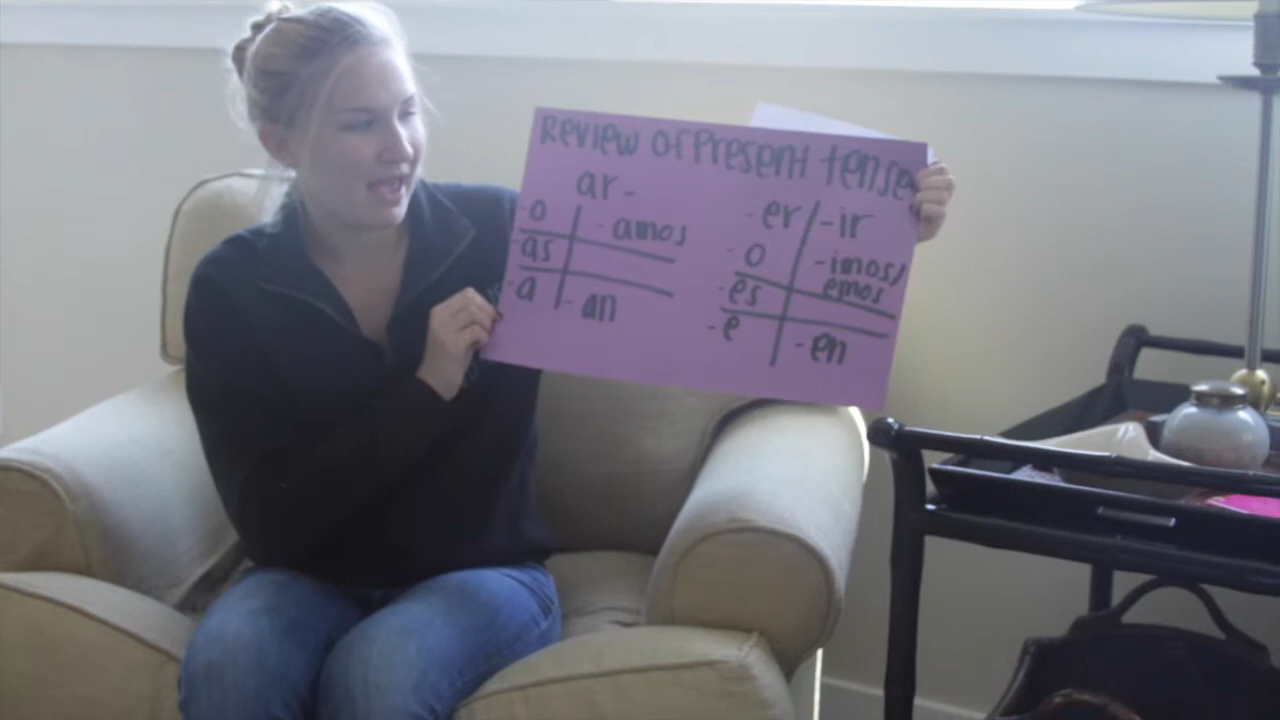 Review of Present tense
ar-
-o -amos
-as
-a -an
-er -ir
-o -imos/
emos
-es
-e -en